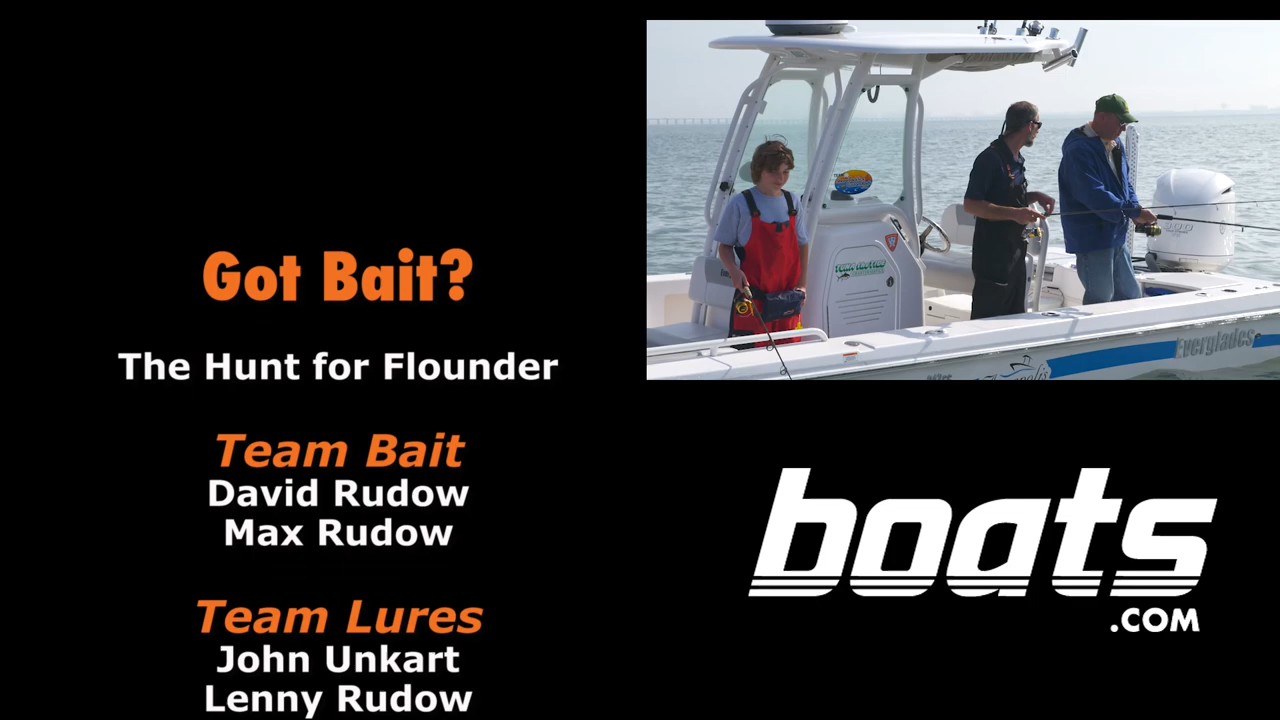 Got Bait?
The Hunt for Flounder
Team Bait
David Rudow
Max Rudow
Team Lures
John Unkart
Lenny Rudow
Everglades
boats
.COM